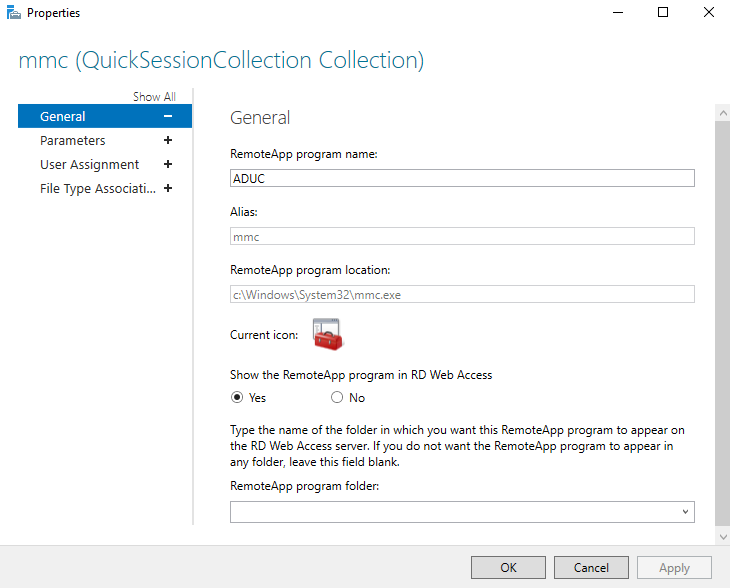 Properties
mmc (QuickSessionCollection Collection)
Show All
General
Parameters
User Assignment
File Type Associati...
General
RemoteApp program name:
ADUC
Alias:
mmc
RemoteApp program location:
c:\Windows\System32\mmc.exe
Current icon:
Show the RemoteApp program in RD Web Access
Yes No
Type the name of the folder in which you want this RemoteApp program to appear on
the RD Web Access server. If you do not want the RemoteApp program to appear in
any folder, leave this field blank.
RemoteApp program folder:
OK Cancel Apply